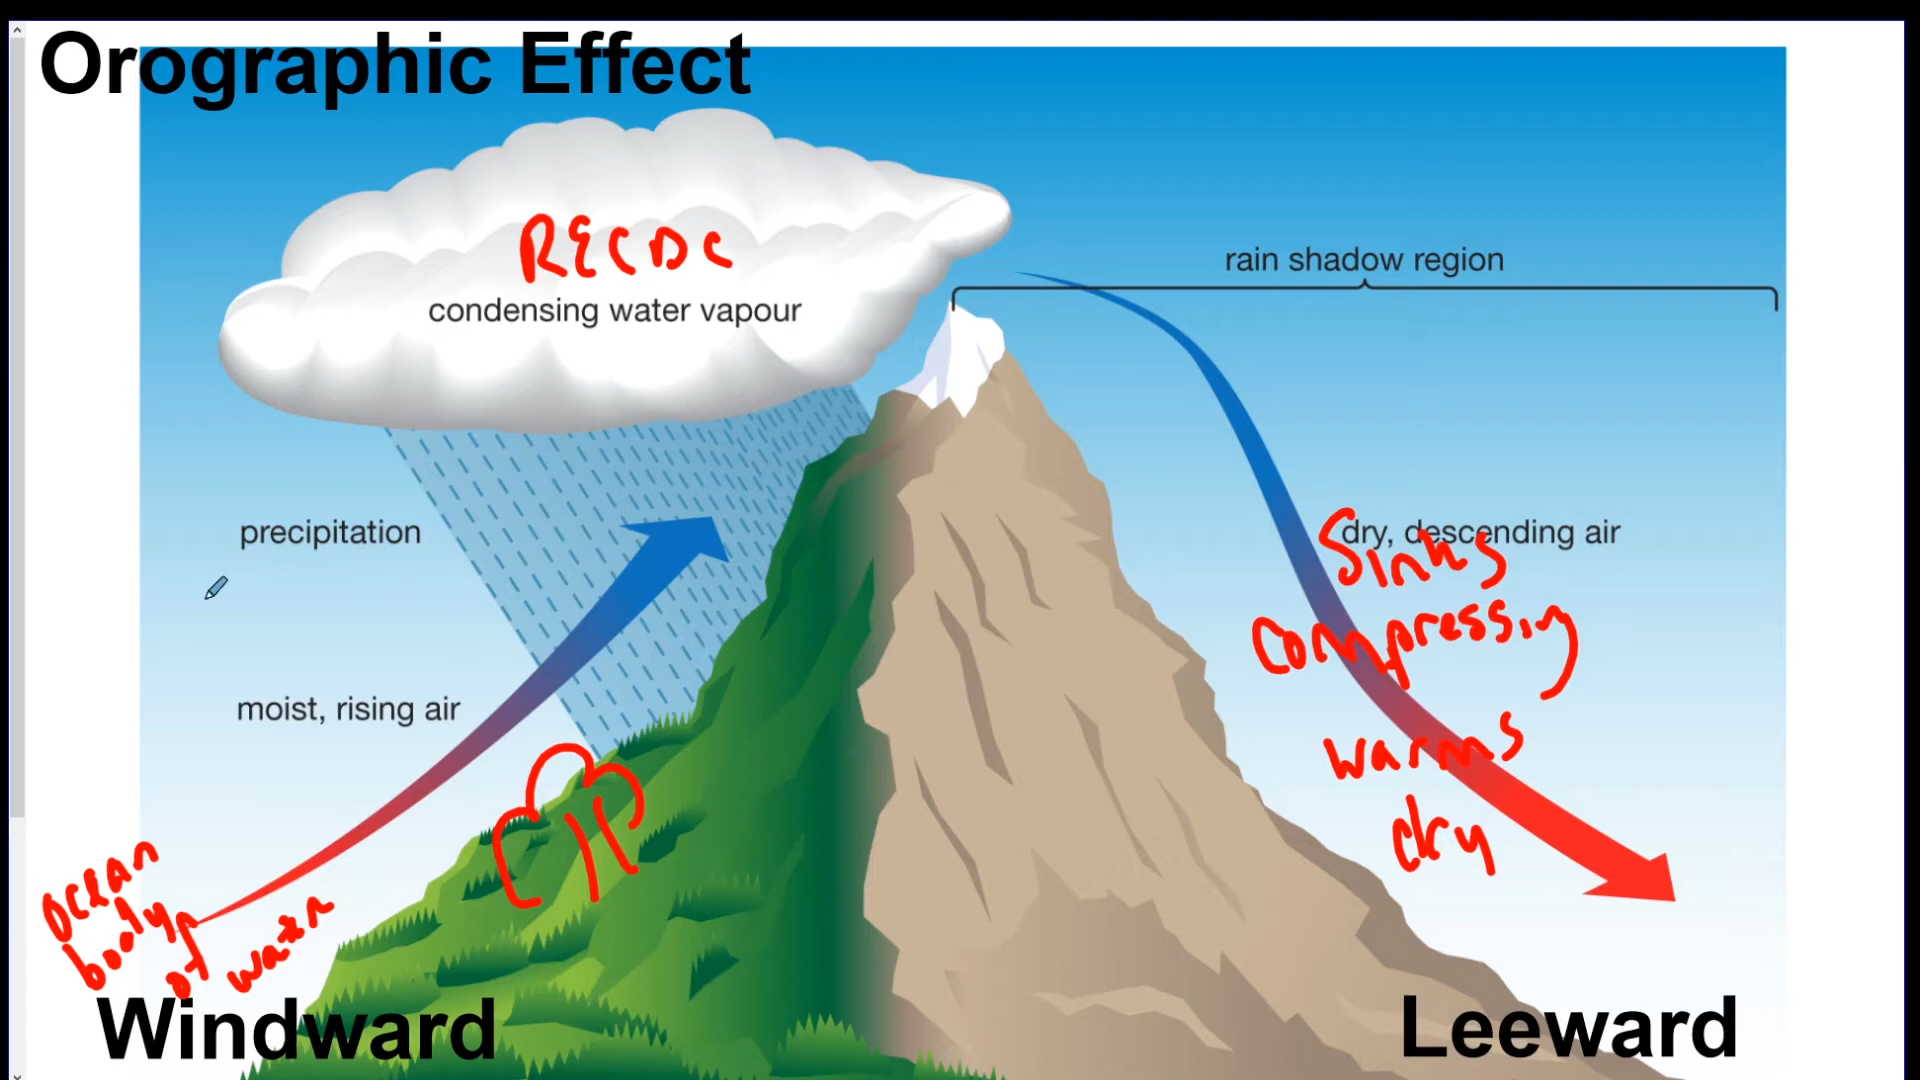 Orographic Effect
RECDC
condensing water vapour
rain shadow region
precipitation
dry, descending air
Sinks
compressing
moist, rising air
warms
dry
ocean
body
of water
Windward
Leeward